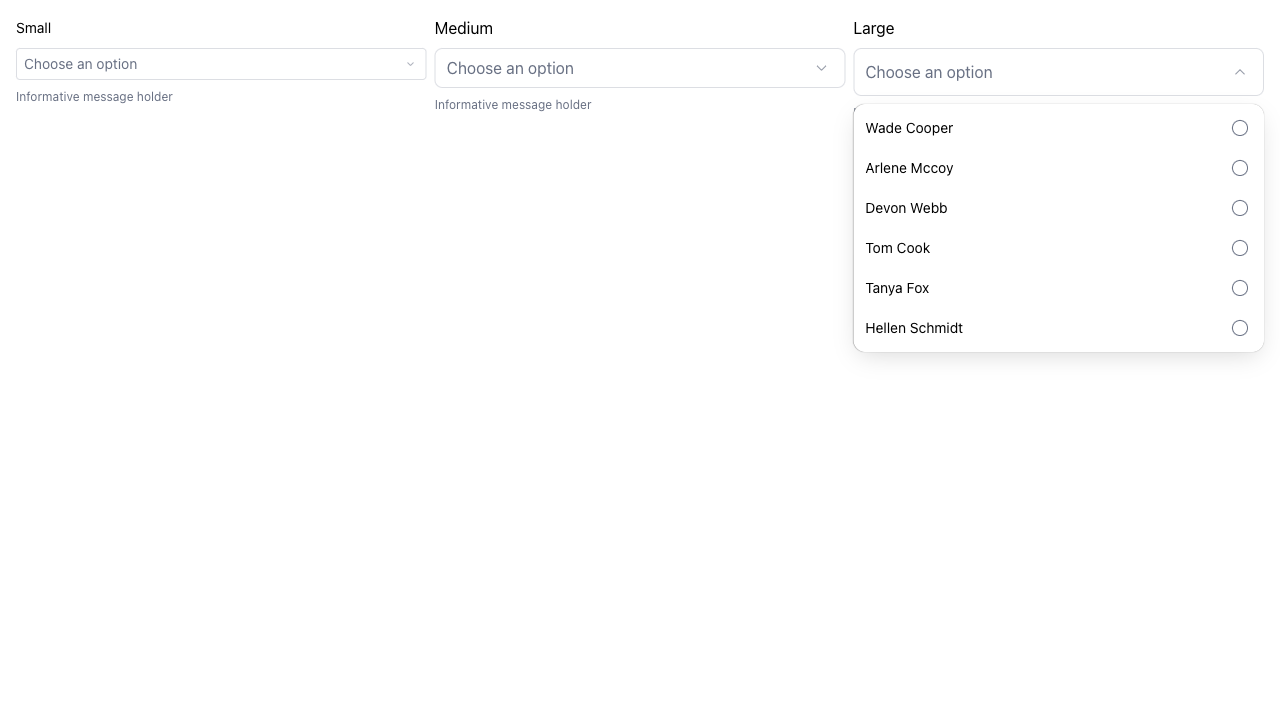 Small
Choose an option
Informative message holder
Medium
Choose an option
Informative message holder
Large
Choose an option
Wade Cooper
Arlene Mccoy
Devon Webb
Tom Cook
Tanya Fox
Hellen Schmidt